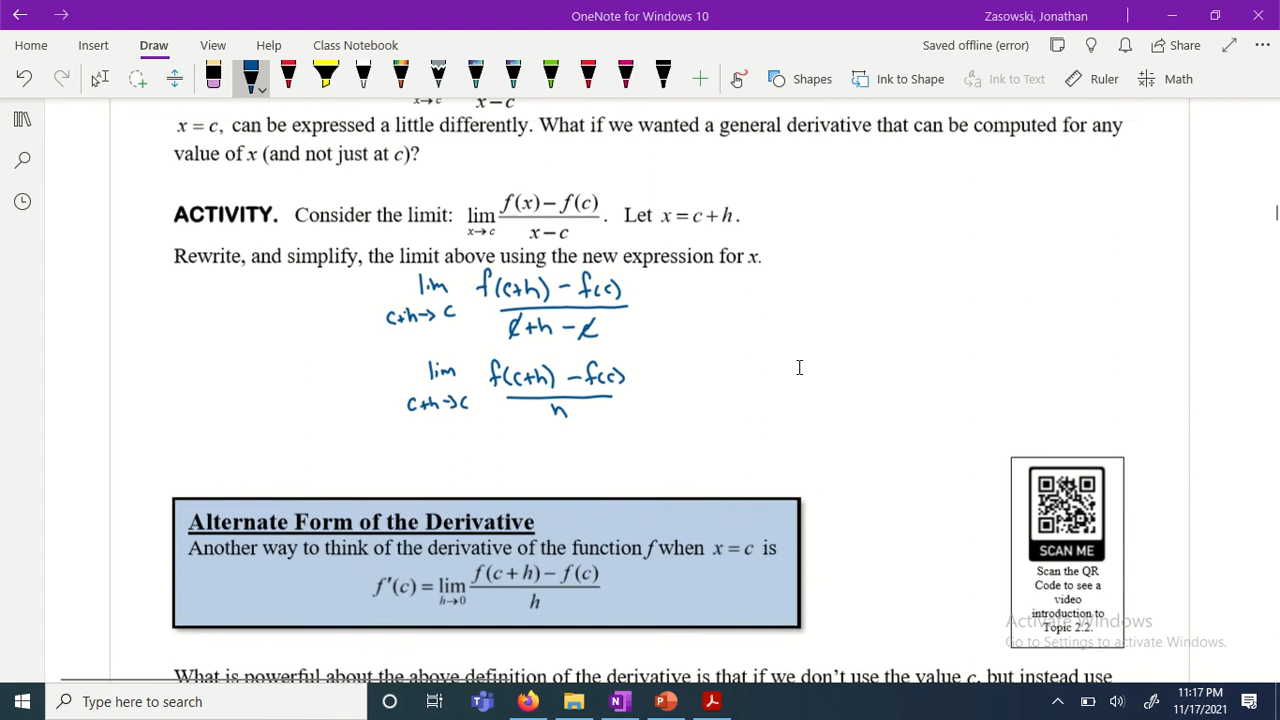 OneNote for Windows 10
Zasowski, Jonathan
Home Insert Draw View Help Class Notebook
Saved offline (error) Share
Shapes Ink to Shape Ink to Text Ruler Math
x→c x − c
x = c, can be expressed a little differently. What if we wanted a general derivative that can be computed for any
value of x (and not just at c)?
ACTIVITY. Consider the limit: lim x→c (f(x) − f(c))/(x − c). Let x = c + h.
Rewrite, and simplify, the limit above using the new expression for x.
lim c+h→c (f(c+h) − f(c))/(c+h − c)
lim c+h→c (f(c+h) − f(c))/h
Alternate Form of the Derivative
Another way to think of the derivative of the function f when x = c is
f′(c) = lim h→0 (f(c + h) − f(c))/h
SCAN ME
Scan the QR
Code to see a
video
introduction to
Topic 2.2.
Activate Windows
Go to Settings to activate Windows.
What is powerful about the above definition of the derivative is that if we don't use the value c, but instead use
Type here to search
11:17 PM
11/17/2021